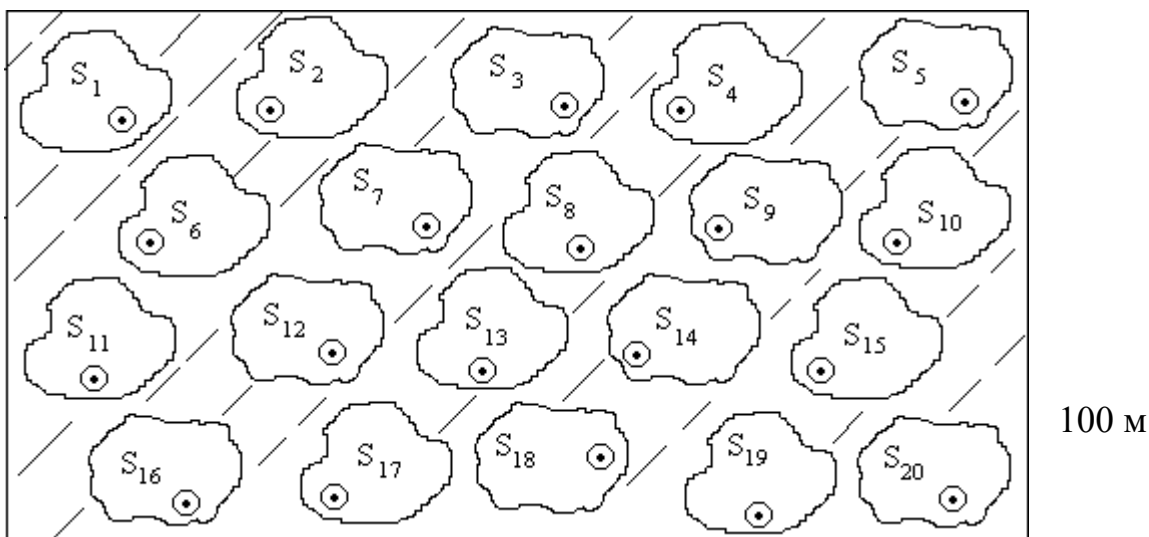 S₁ S₂ S₃ S₄ S₅
S₆ S₇ S₈ S₉ S₁₀
S₁₁ S₁₂ S₁₃ S₁₄ S₁₅
100 м
S₁₆ S₁₇ S₁₈ S₁₉ S₂₀